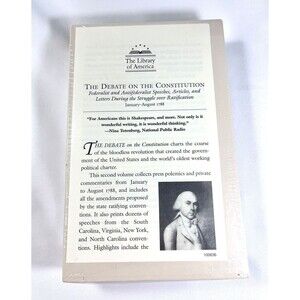 The Library
of America
THE DEBATE ON THE CONSTITUTION
Federalist and Antifederalist Speeches, Articles, and
Letters During the Struggle over Ratification
January–August 1788
"For Americans this is Shakespeare, and more. Not only is it
wonderful writing, it is wonderful thinking."
—Nina Totenberg, National Public Radio
THE DEBATE on the Constitution charts the course
of the bloodless revolution that created the govern-
ment of the United States and the world's oldest working
political charter.
This second volume collects press polemics and private
commentaries from January
to August 1788, and in-
cludes all the amendments proposed
by the state ratifying conven-
tions. It also prints dozens of
speeches from the South
Carolina, Virginia, New York,
and North Carolina conven-
tions. Highlights include the